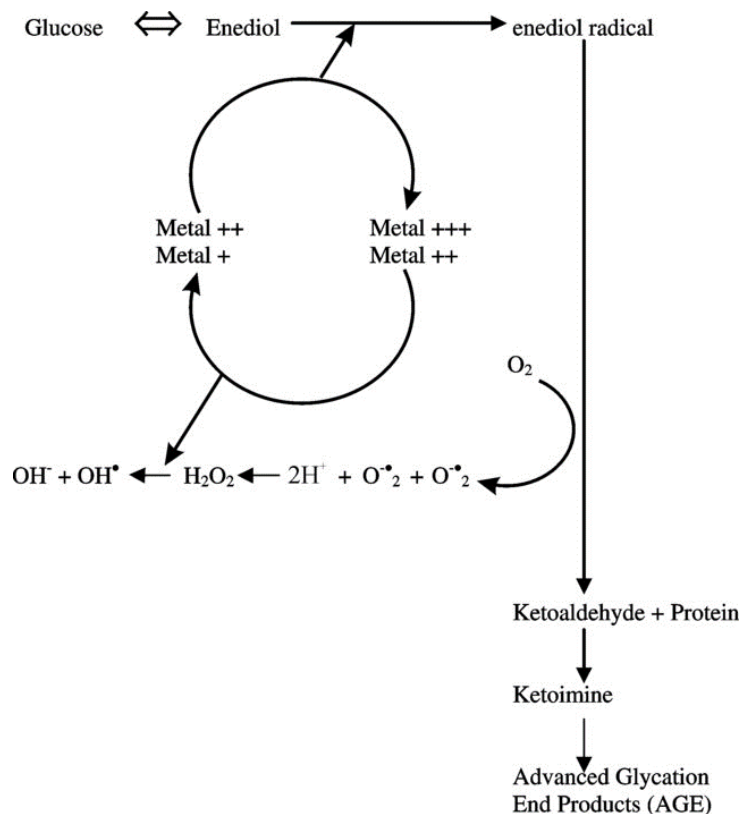 Glucose ⇔ Enediol → enediol radical
Metal ++ Metal +++
Metal + Metal ++
O₂
OH⁻ + OH• ← H₂O₂ ← 2H⁺ + O⁻•₂ + O⁻•₂
Ketoaldehyde + Protein
Ketoimine
Advanced Glycation
End Products (AGE)